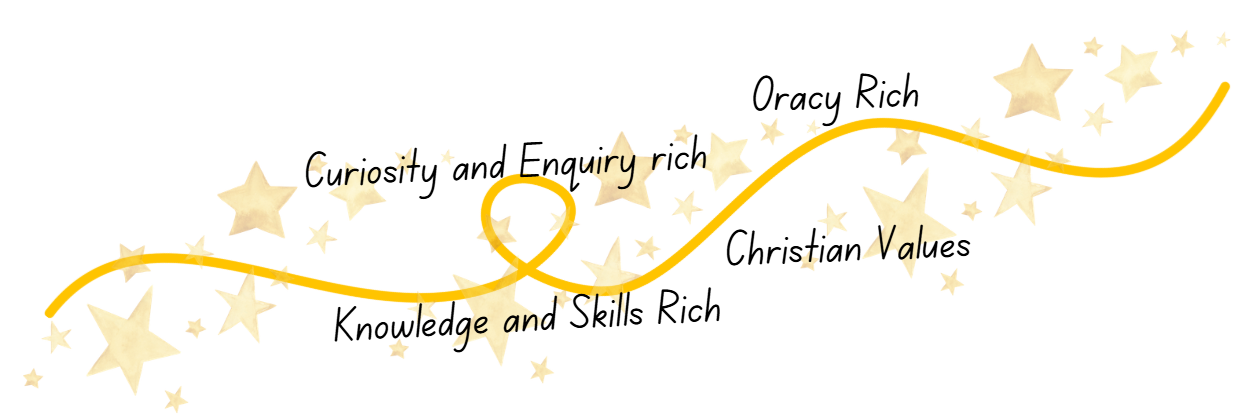 Oracy Rich
Curiosity and Enquiry rich
Christian Values
Knowledge and Skills Rich